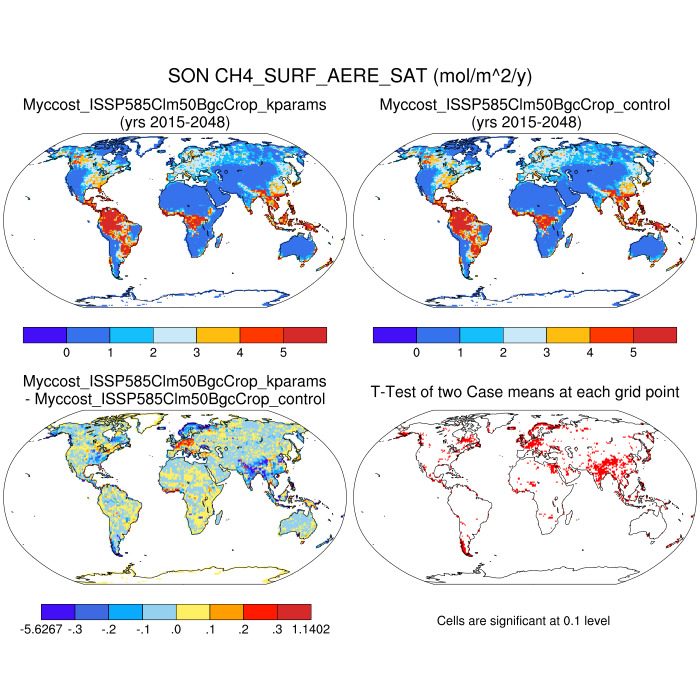 SON CH4_SURF_AERE_SAT (mol/m^2/y)
Myccost_ISSP585Clm50BgcCrop_kparams
(yrs 2015-2048)
Myccost_ISSP585Clm50BgcCrop_control
(yrs 2015-2048)
0 1 2 3 4 5
0 1 2 3 4 5
Myccost_ISSP585Clm50BgcCrop_kparams
- Myccost_ISSP585Clm50BgcCrop_control
T-Test of two Case means at each grid point
-5.6267 -.3 -.2 -.1 .0 .1 .2 .3 1.1402
Cells are significant at 0.1 level